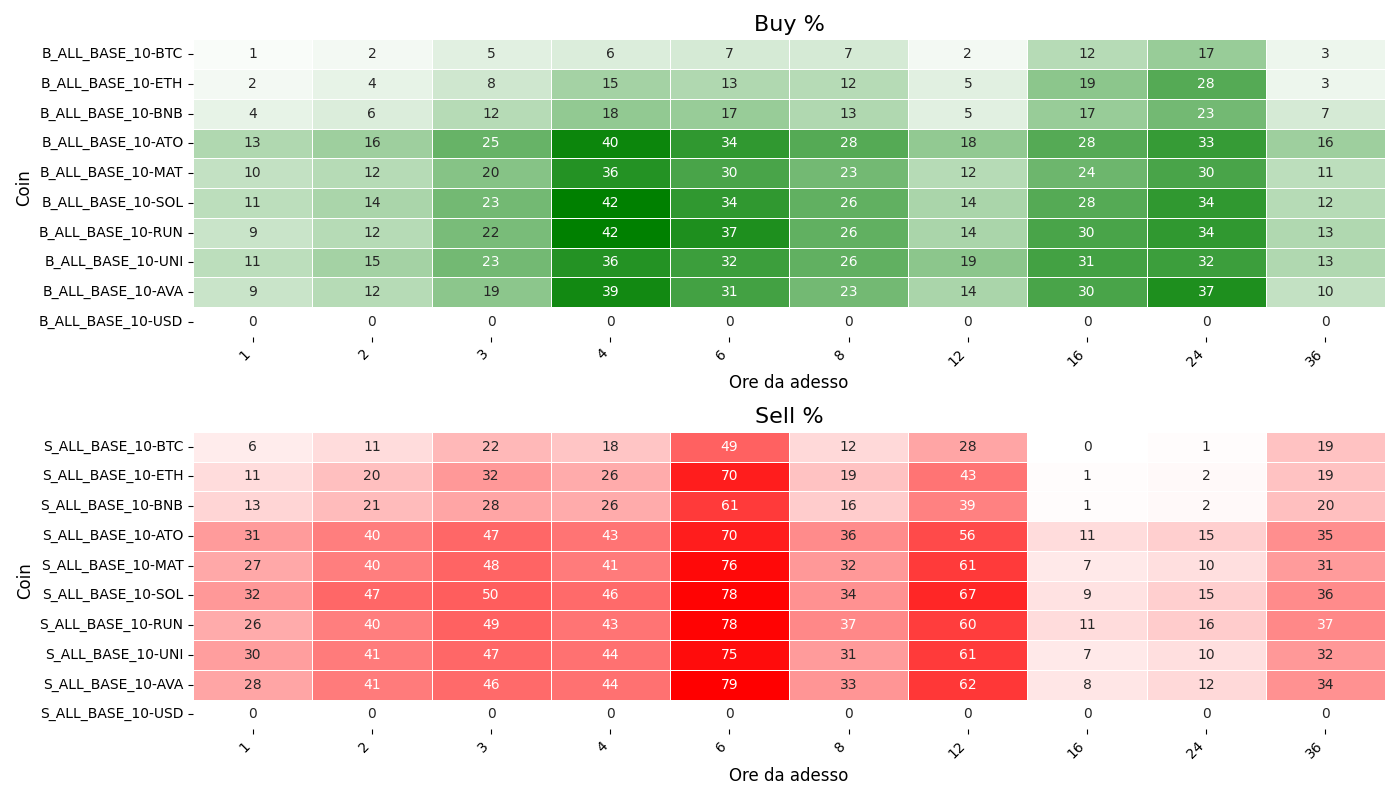 Buy %
Coin
B_ALL_BASE_10-BTC 1 2 5 6 7 7 2 12 17 3
B_ALL_BASE_10-ETH 2 4 8 15 13 12 5 19 28 3
B_ALL_BASE_10-BNB 4 6 12 18 17 13 5 17 23 7
B_ALL_BASE_10-ATO 13 16 25 40 34 28 18 28 33 16
B_ALL_BASE_10-MAT 10 12 20 36 30 23 12 24 30 11
B_ALL_BASE_10-SOL 11 14 23 42 34 26 14 28 34 12
B_ALL_BASE_10-RUN 9 12 22 42 37 26 14 30 34 13
B_ALL_BASE_10-UNI 11 15 23 36 32 26 19 31 32 13
B_ALL_BASE_10-AVA 9 12 19 39 31 23 14 30 37 10
B_ALL_BASE_10-USD 0 0 0 0 0 0 0 0 0 0
1 2 3 4 6 8 12 16 24 36
Ore da adesso
Sell %
Coin
S_ALL_BASE_10-BTC 6 11 22 18 49 12 28 0 1 19
S_ALL_BASE_10-ETH 11 20 32 26 70 19 43 1 2 19
S_ALL_BASE_10-BNB 13 21 28 26 61 16 39 1 2 20
S_ALL_BASE_10-ATO 31 40 47 43 70 36 56 11 15 35
S_ALL_BASE_10-MAT 27 40 48 41 76 32 61 7 10 31
S_ALL_BASE_10-SOL 32 47 50 46 78 34 67 9 15 36
S_ALL_BASE_10-RUN 26 40 49 43 78 37 60 11 16 37
S_ALL_BASE_10-UNI 30 41 47 44 75 31 61 7 10 32
S_ALL_BASE_10-AVA 28 41 46 44 79 33 62 8 12 34
S_ALL_BASE_10-USD 0 0 0 0 0 0 0 0 0 0
1 2 3 4 6 8 12 16 24 36
Ore da adesso